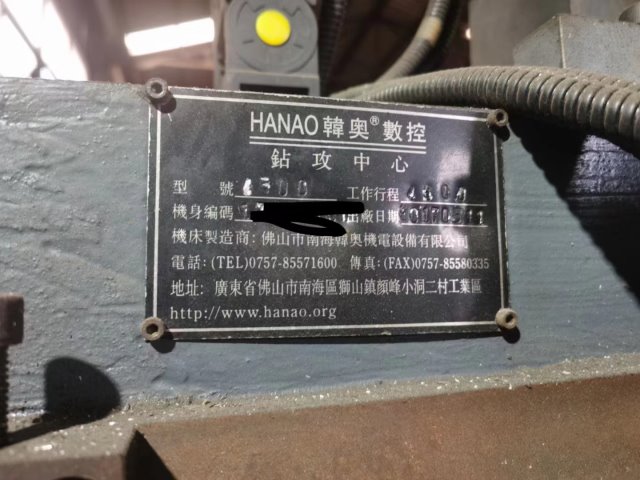 HANAO韓奥®數控
鉆攻中心
型 號 工作行程
機身编碼 出廠日期
機床製造商: 佛山市南海韓奥機電設備有限公司
電話: (TEL)0757-85571600 傳真: (FAX)0757-85580335
地址: 廣東省佛山市南海區獅山鎮顏峰小洞二村工業區
http://www.hanao.org